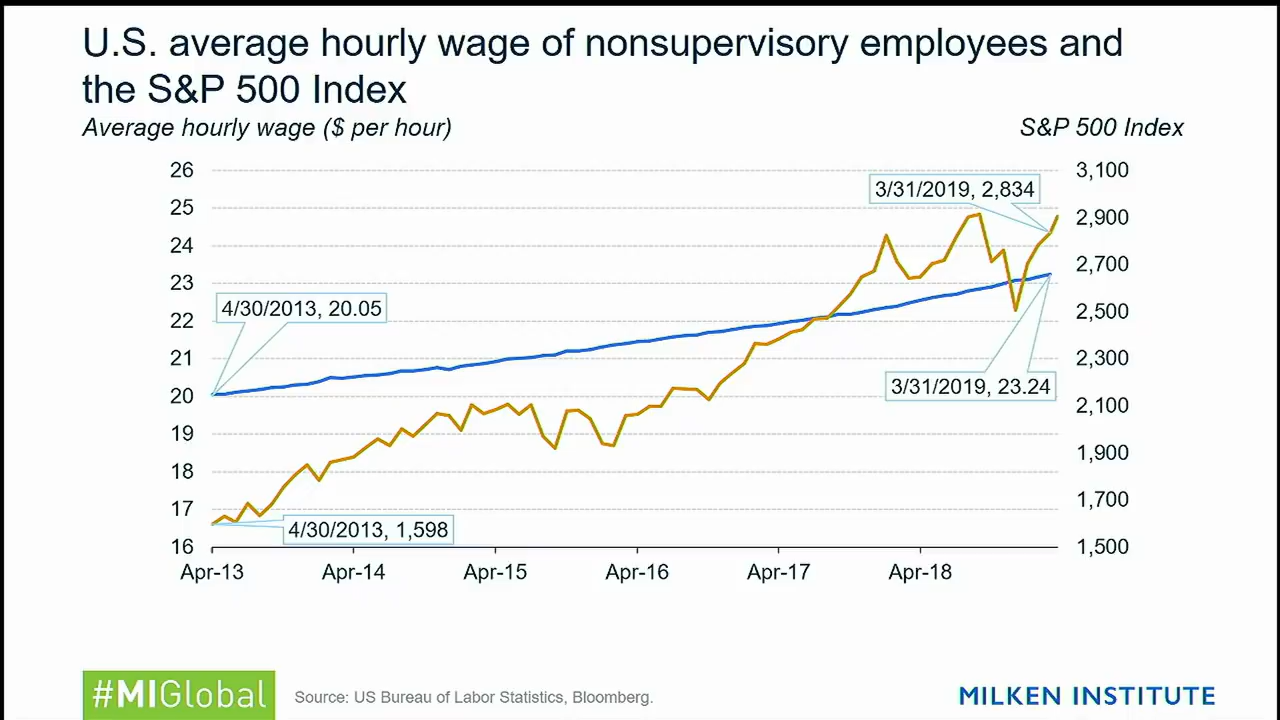 U.S. average hourly wage of nonsupervisory employees and
the S&P 500 Index
Average hourly wage ($ per hour)
S&P 500 Index
26
3,100
3/31/2019, 2,834
25
2,900
24
2,700
23
4/30/2013, 20.05
2,500
22
21
2,300
3/31/2019, 23.24
20
2,100
19
1,900
18
1,700
17
4/30/2013, 1,598
16
1,500
Apr-13
Apr-14
Apr-15
Apr-16
Apr-17
Apr-18
#MIGlobal
Source: US Bureau of Labor Statistics, Bloomberg.
MILKEN INSTITUTE